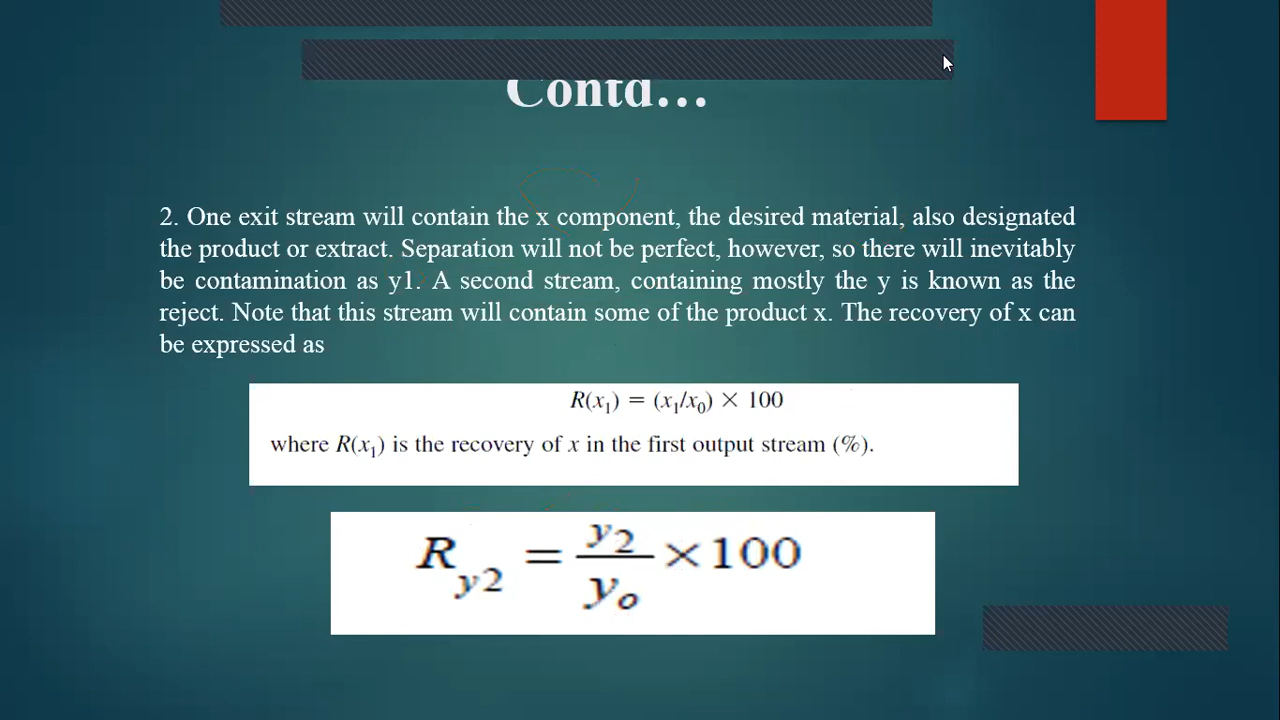 Contd...
2. One exit stream will contain the x component, the desired material, also designated
the product or extract. Separation will not be perfect, however, so there will inevitably
be contamination as y1. A second stream, containing mostly the y is known as the
reject. Note that this stream will contain some of the product x. The recovery of x can
be expressed as
R(x₁) = (x₁/x₀) × 100
where R(x₁) is the recovery of x in the first output stream (%).
R_y2 = y2/yo × 100